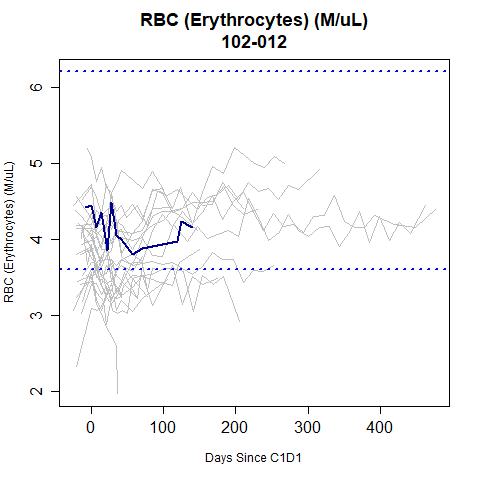 RBC (Erythrocytes) (M/uL)
102-012
RBC (Erythrocytes) (M/uL)
6
5
4
3
2
0 100 200 300 400
Days Since C1D1